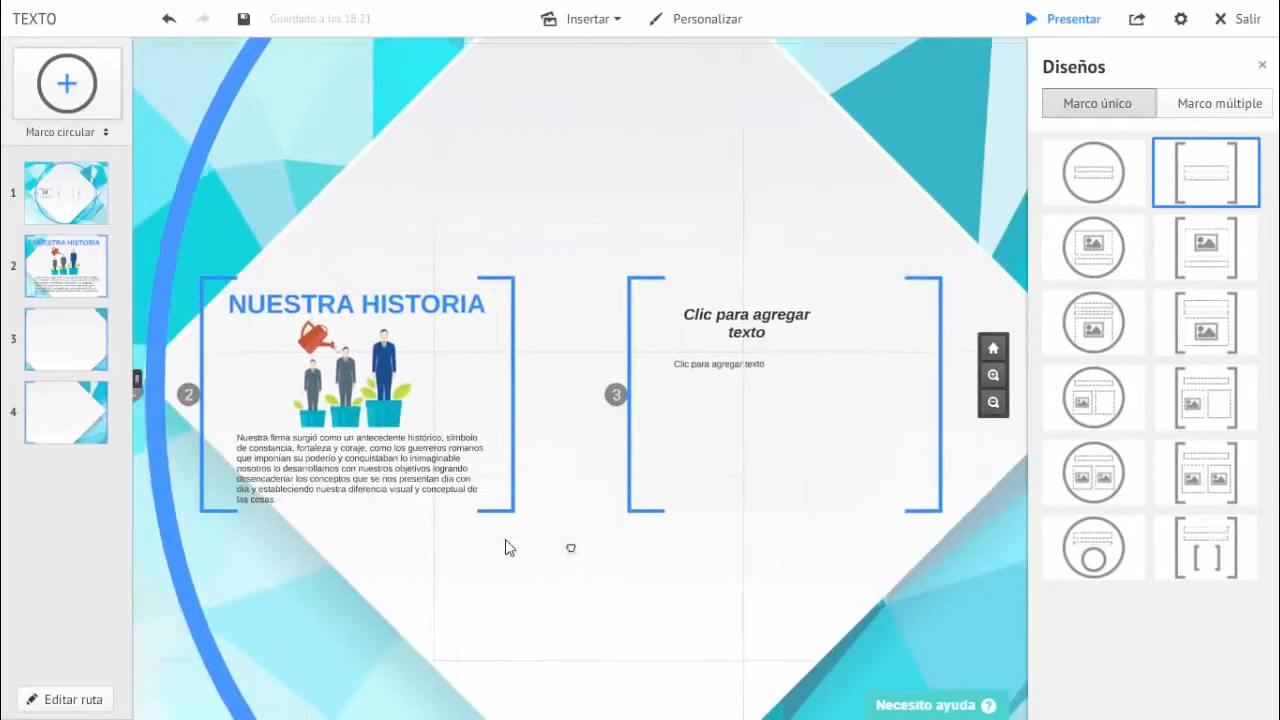 TEXTO
Guardado a las 18:21
Insertar
Personalizar
Presentar
Salir
Marco circular
1
NUESTRA HISTORIA
2
3
4
Editar ruta
NUESTRA HISTORIA
2
Nuestra firma surgió como un antecedente histórico, símbolo
de constancia, fortaleza y coraje, como los guerreros romanos
que imponían su poderío y conquistaban lo inimaginable
nosotros lo desarrollamos con nuestros objetivos logrando
desencadenar los conceptos que se nos presentan día con
día y estableciendo nuestra diferencia visual y conceptual de
las cosas.
3
Clic para agregar
texto
Clic para agregar texto
Necesito ayuda ?
Diseños
Marco único
Marco múltiple